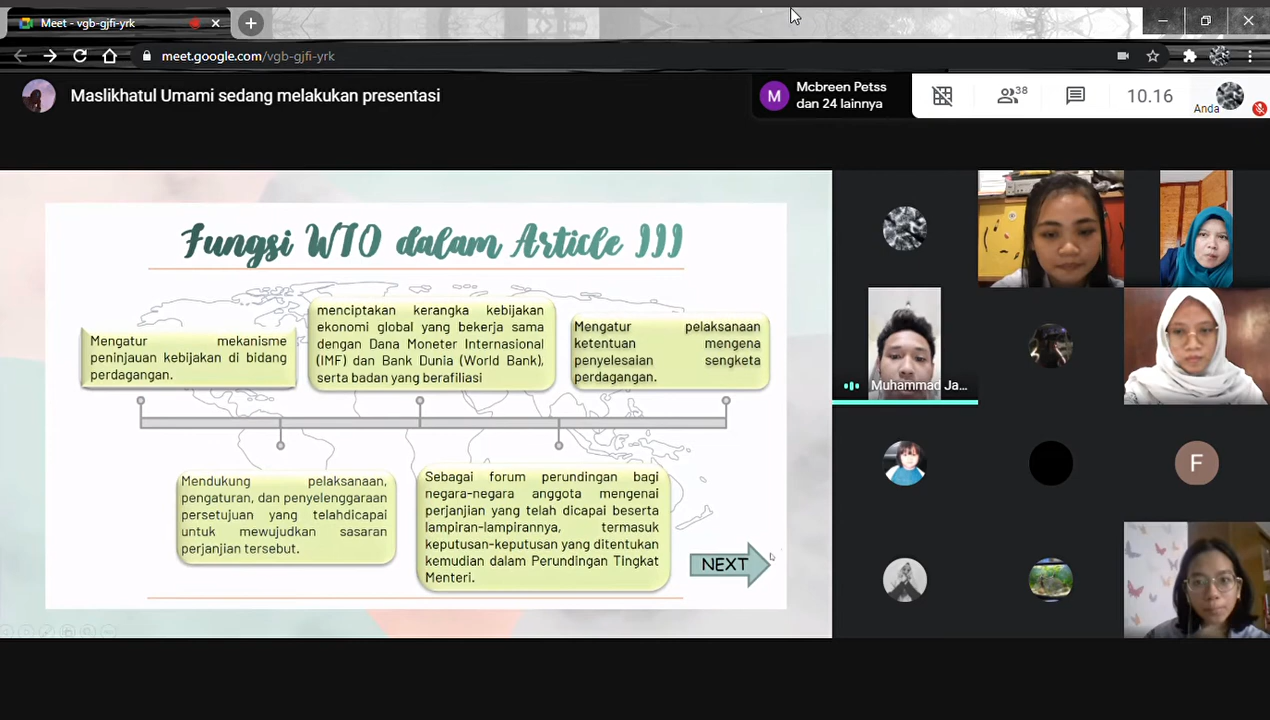 Meet - vgb-gjfi-yrk
meet.google.com/vgb-gjfi-yrk
Maslikhatul Umami sedang melakukan presentasi
M
Mcbreen Petss
dan 24 lainnya
38
10.16
Anda
Fungsi WTO dalam Article III
Mengatur mekanisme
peninjauan kebijakan di bidang
perdagangan.
menciptakan kerangka kebijakan
ekonomi global yang bekerja sama
dengan Dana Moneter Internasional
(IMF) dan Bank Dunia (World Bank),
serta badan yang berafiliasi
Mengatur pelaksanaan
ketentuan mengena
penyelesaian sengketa
perdagangan.
Mendukung pelaksanaan,
pengaturan, dan penyelenggaraan
persetujuan yang telahdicapai
untuk mewujudkan sasaran
perjanjian tersebut.
Sebagai forum perundingan bagi
negara-negara anggota mengenai
perjanjian yang telah dicapai beserta
lampiran-lampirannya, termasuk
keputusan-keputusan yang ditentukan
kemudian dalam Perundingan Tingkat
Menteri.
NEXT
Muhammad Ja...
F